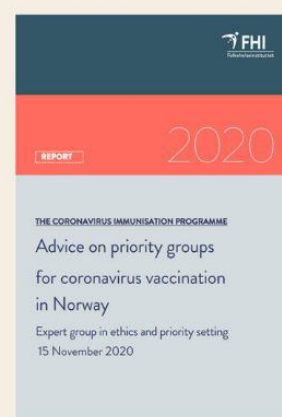 FHI
Folkehelseinstituttet
2020
REPORT
THE CORONAVIRUS IMMUNISATION PROGRAMME
Advice on priority groups
for coronavirus vaccination
in Norway
Expert group in ethics and priority setting
15 November 2020